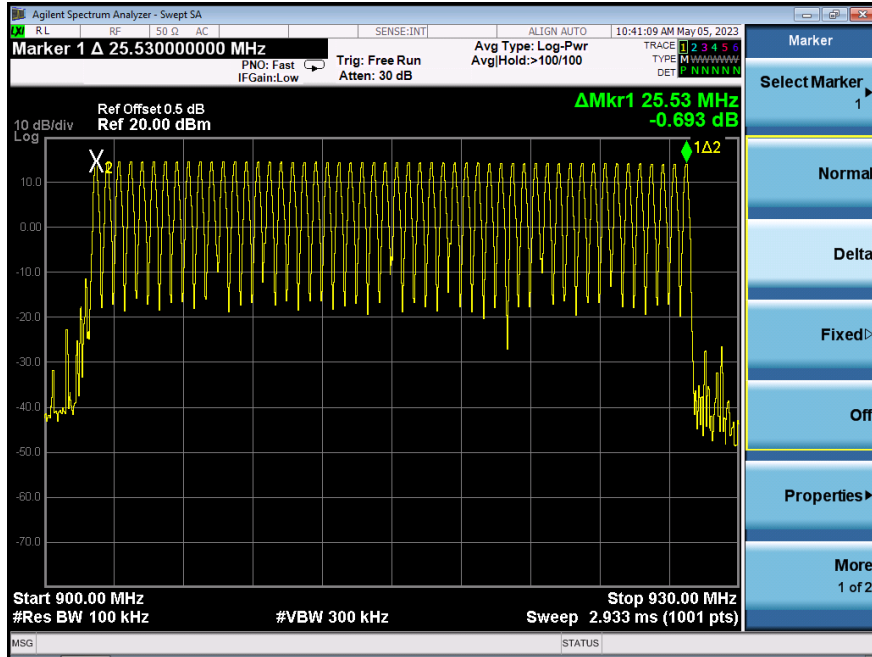 Agilent Spectrum Analyzer - Swept SA
LXI RL RF 50 Ω AC SENSE:INT ALIGN AUTO 10:41:09 AM May 05, 2023
Marker 1 Δ 25.530000000 MHz
PNO: Fast
IFGain:Low
Trig: Free Run
Atten: 30 dB
Avg Type: Log-Pwr
Avg|Hold:>100/100
TRACE 1 2 3 4 5 6
TYPE M W W W W W
DET P N N N N N
ΔMkr1 25.53 MHz
-0.693 dB
Ref Offset 0.5 dB
10 dB/div Ref 20.00 dBm
Log
X2
1Δ2
10.0
0.00
-10.0
-20.0
-30.0
-40.0
-50.0
-60.0
-70.0
Start 900.00 MHz Stop 930.00 MHz
#Res BW 100 kHz #VBW 300 kHz Sweep 2.933 ms (1001 pts)
MSG STATUS
Marker
Select Marker
1
Normal
Delta
Fixed
Off
Properties
More
1 of 2